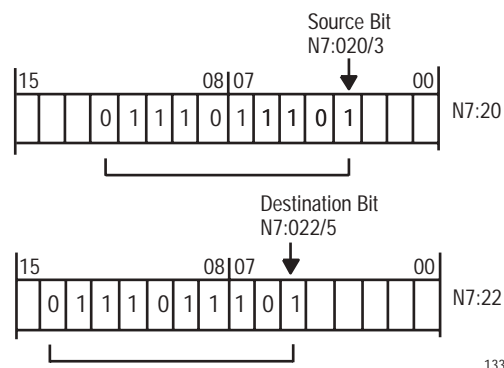 Source Bit
N7:020/3
15 08 07 00
0 1 1 1 0 1 1 1 0 1 N7:20
Destination Bit
N7:022/5
15 08 07 00
0 1 1 1 0 1 1 1 0 1 N7:22
133